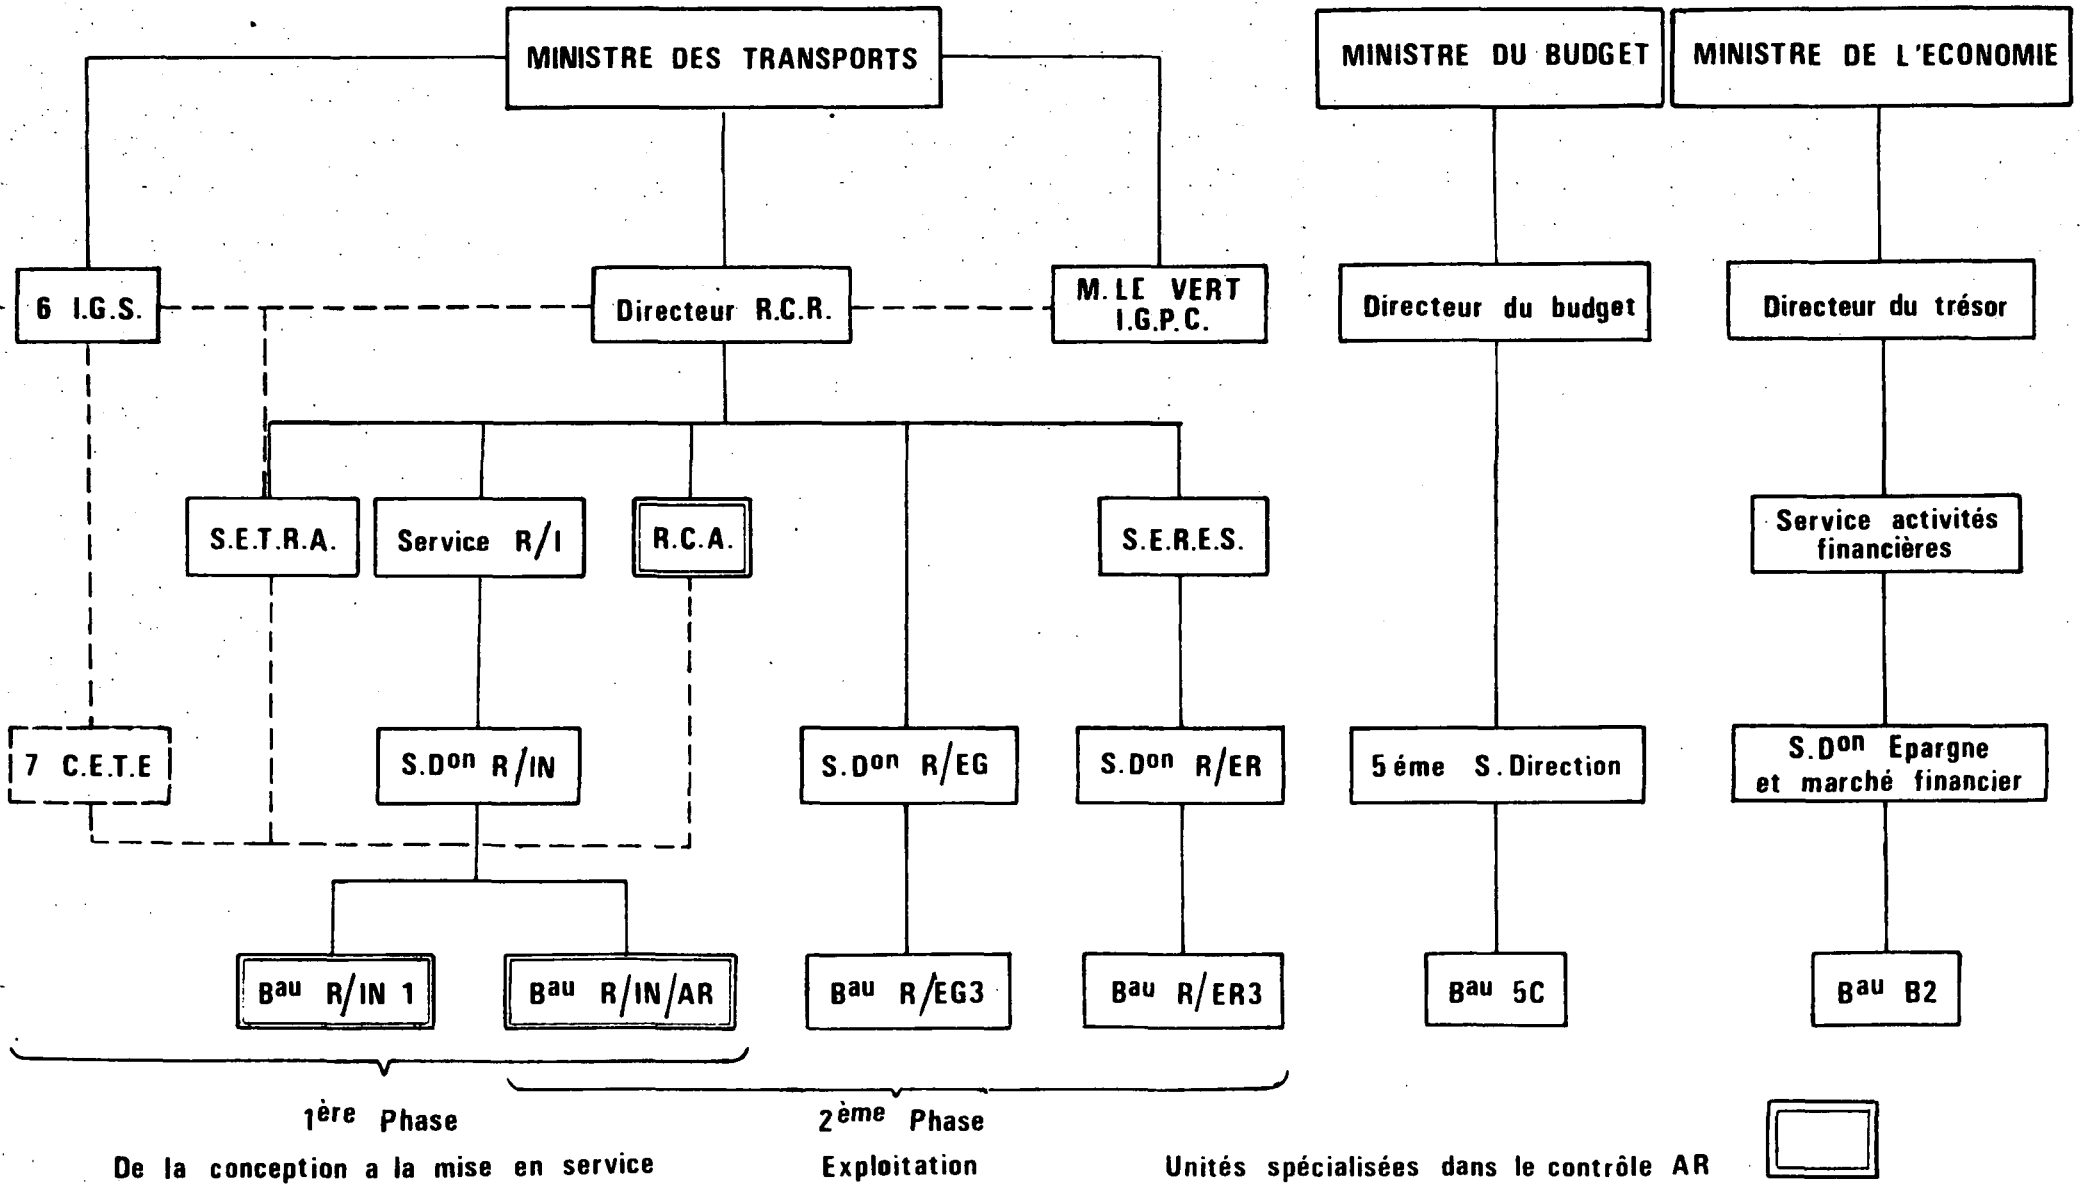 MINISTRE DES TRANSPORTS
MINISTRE DU BUDGET
MINISTRE DE L'ECONOMIE
6 I.G.S.
Directeur R.C.R.
M. LE VERT
I.G.P.C.
Directeur du budget
Directeur du trésor
S.E.T.R.A.
Service R/I
R.C.A.
S.E.R.E.S.
Service activités
financières
7 C.E.T.E
S.Don R/IN
S.Don R/EG
S.Don R/ER
5éme S.Direction
S.Don Epargne
et marché financier
Bau R/IN 1
Bau R/IN/AR
Bau R/EG3
Bau R/ER3
Bau 5C
Bau B2
1ère Phase
De la conception a la mise en service
2ème Phase
Exploitation
Unités spécialisées dans le contrôle AR